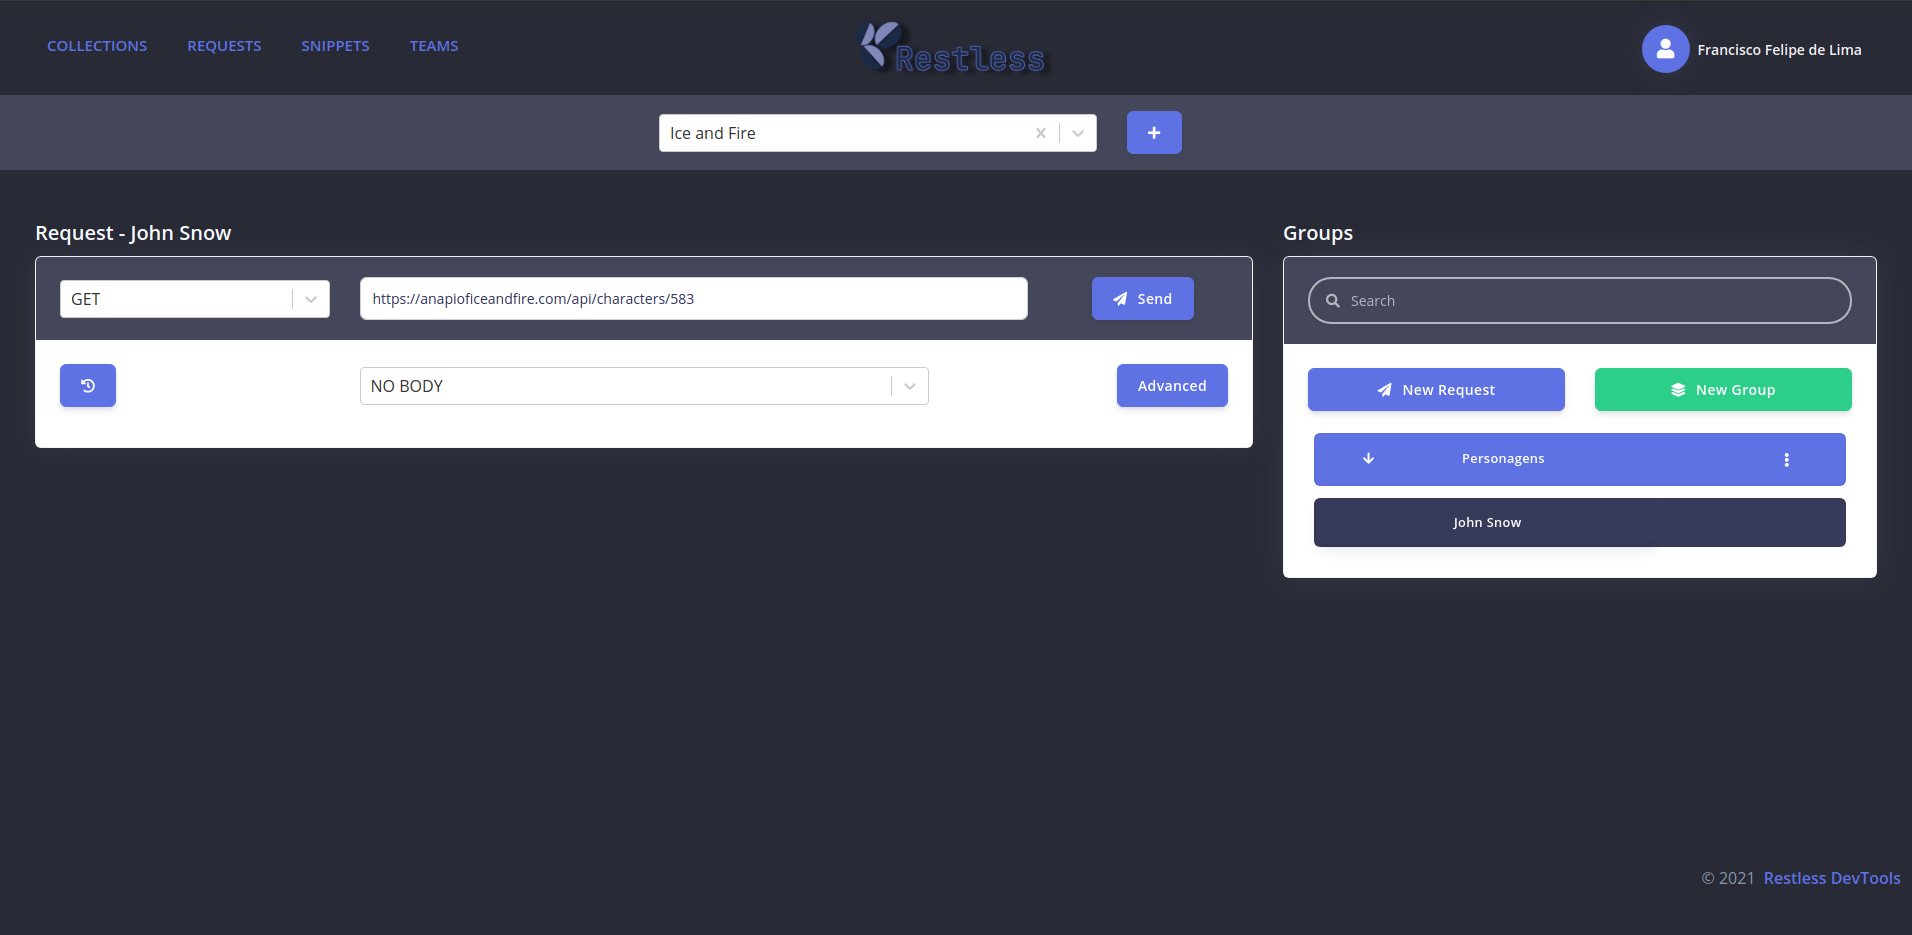 COLLECTIONS REQUESTS SNIPPETS TEAMS
Restless
Francisco Felipe de Lima
Ice and Fire
Request - John Snow
GET
https://anapioficeandfire.com/api/characters/583
Send
NO BODY
Advanced
Groups
Search
New Request
New Group
Personagens
John Snow
© 2021 Restless DevTools